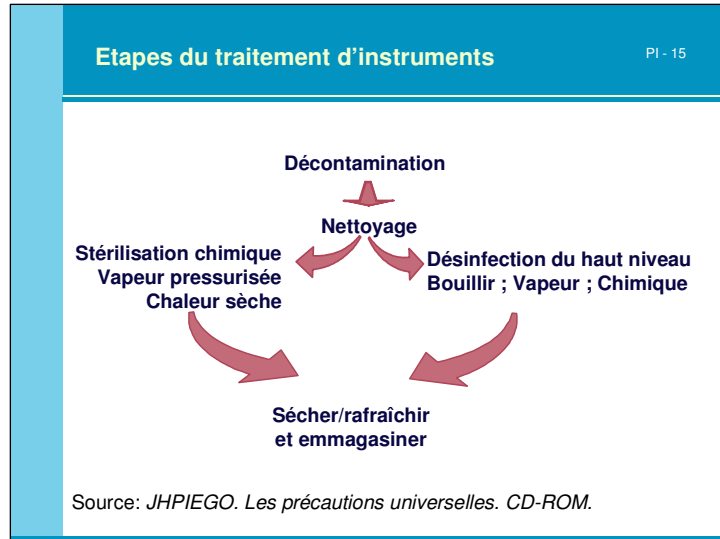 Etapes du traitement d'instruments
PI - 15
Décontamination
Nettoyage
Stérilisation chimique
Vapeur pressurisée
Chaleur sèche
Désinfection du haut niveau
Bouillir ; Vapeur ; Chimique
Sécher/rafraîchir
et emmagasiner
Source: JHPIEGO. Les précautions universelles. CD-ROM.